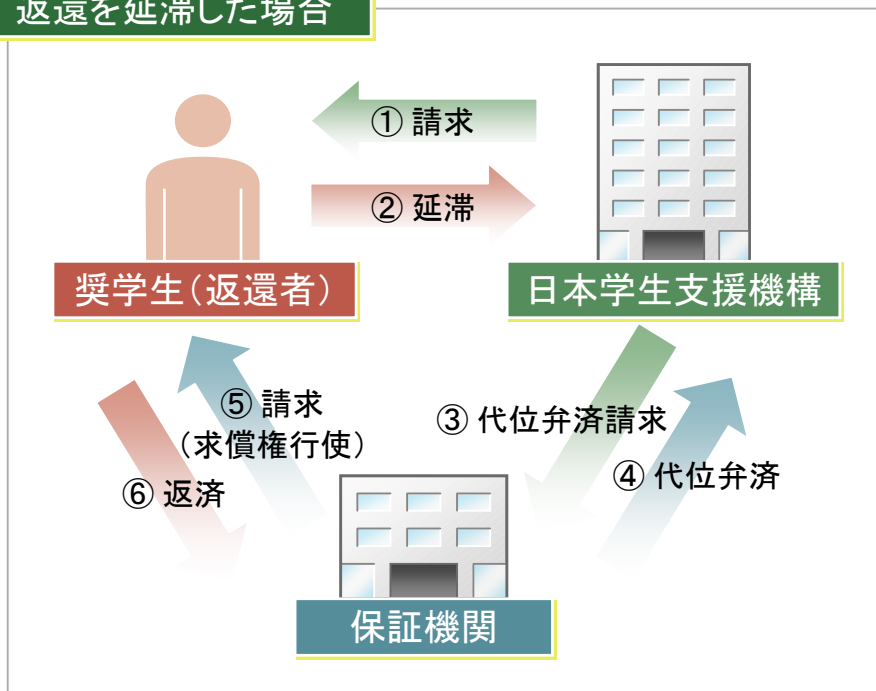 返還を延滞した場合
① 請求
② 延滞
奨学生（返還者）
日本学生支援機構
⑤ 請求
（求償権行使）
③ 代位弁済請求
④ 代位弁済
⑥ 返済
保証機関